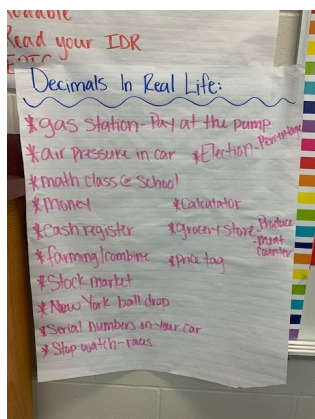 Readable
Read your IDR
EPIC
Decimals In Real Life:
*gas station-Pay at the pump
*air pressure in car *Election-Percentage
*math class@school
*money *Calculator
*cash register *grocery store Produce
-meat
counter
*farming/combine *Price tag
*Stock market
*New York ball drop
*Serial numbers on your car
*Stop watch-races